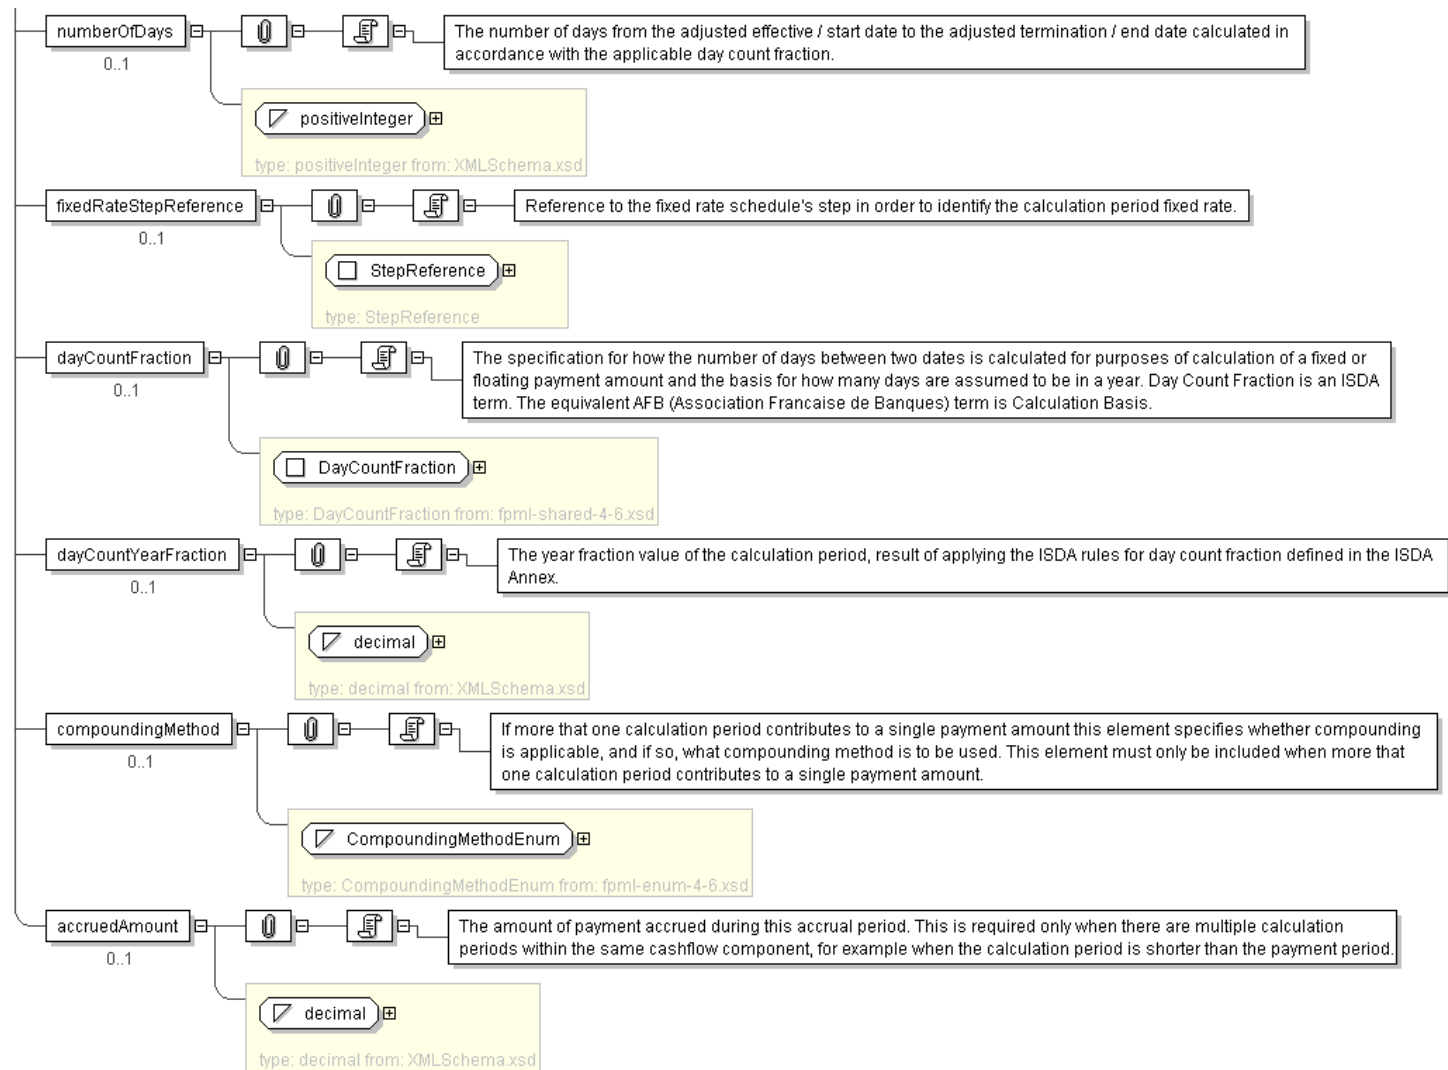 numberOfDays
0..1
The number of days from the adjusted effective / start date to the adjusted termination / end date calculated in
accordance with the applicable day count fraction.
positiveInteger
type: positiveInteger from: XMLSchema.xsd
fixedRateStepReference
0..1
Reference to the fixed rate schedule's step in order to identify the calculation period fixed rate.
StepReference
type: StepReference
dayCountFraction
0..1
The specification for how the number of days between two dates is calculated for purposes of calculation of a fixed or
floating payment amount and the basis for how many days are assumed to be in a year. Day Count Fraction is an ISDA
term. The equivalent AFB (Association Francaise de Banques) term is Calculation Basis.
DayCountFraction
type: DayCountFraction from: fpml-shared-4-6.xsd
dayCountYearFraction
0..1
The year fraction value of the calculation period, result of applying the ISDA rules for day count fraction defined in the ISDA
Annex.
decimal
type: decimal from: XMLSchema.xsd
compoundingMethod
0..1
If more that one calculation period contributes to a single payment amount this element specifies whether compounding
is applicable, and if so, what compounding method is to be used. This element must only be included when more that
one calculation period contributes to a single payment amount.
CompoundingMethodEnum
type: CompoundingMethodEnum from: fpml-enum-4-6.xsd
accruedAmount
0..1
The amount of payment accrued during this accrual period. This is required only when there are multiple calculation
periods within the same cashflow component, for example when the calculation period is shorter than the payment period.
decimal
type: decimal from: XMLSchema.xsd